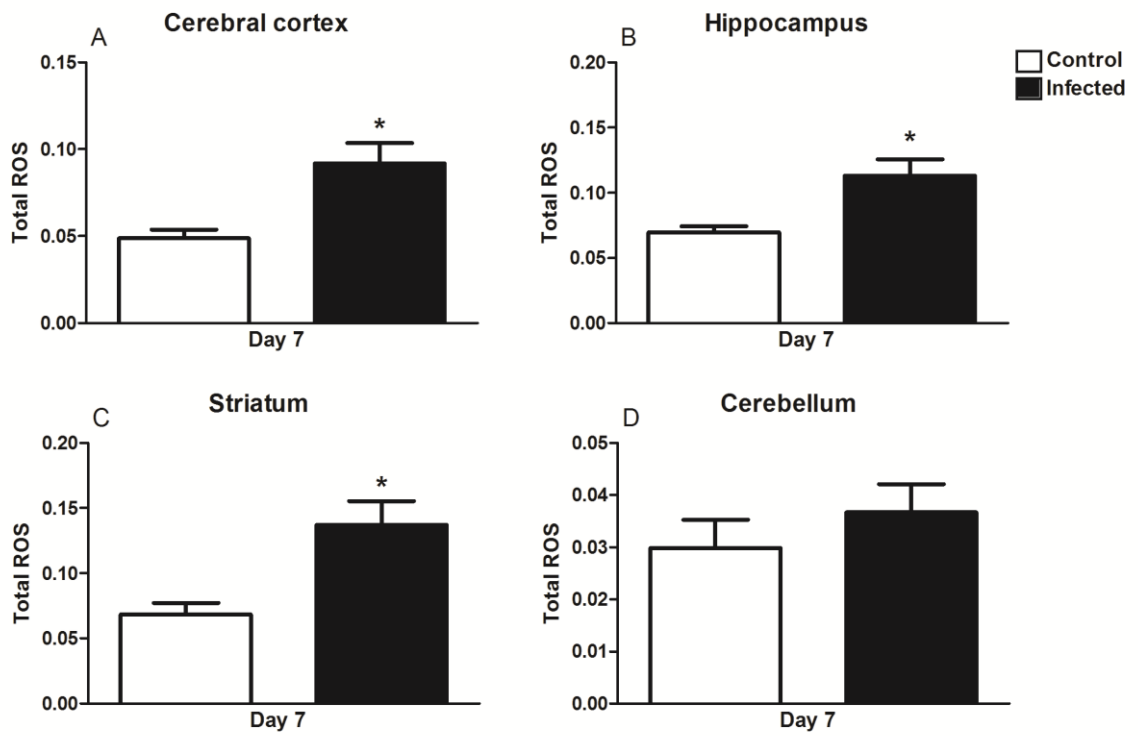 A
Cerebral cortex
0.15
0.10
0.05
0.00
Total ROS
*
Day 7
B
Hippocampus
0.20
0.15
0.10
0.05
0.00
Total ROS
*
Day 7
Control
Infected
C
Striatum
0.20
0.15
0.10
0.05
0.00
Total ROS
*
Day 7
D
Cerebellum
0.05
0.04
0.03
0.02
0.01
0.00
Total ROS
Day 7